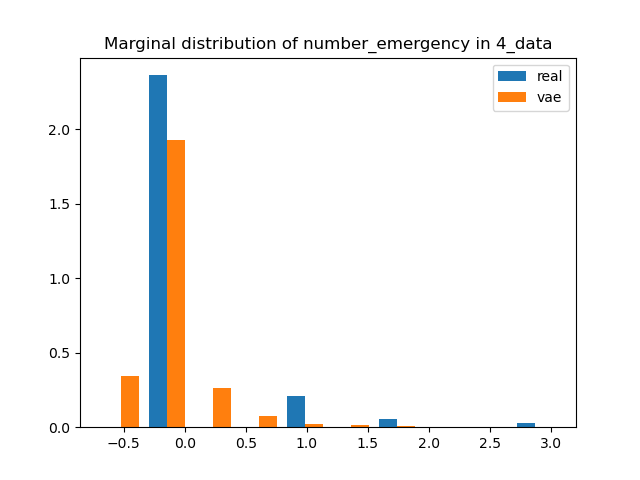 Marginal distribution of number_emergency in 4_data
real
vae
2.0
1.5
1.0
0.5
0.0
−0.5 0.0 0.5 1.0 1.5 2.0 2.5 3.0